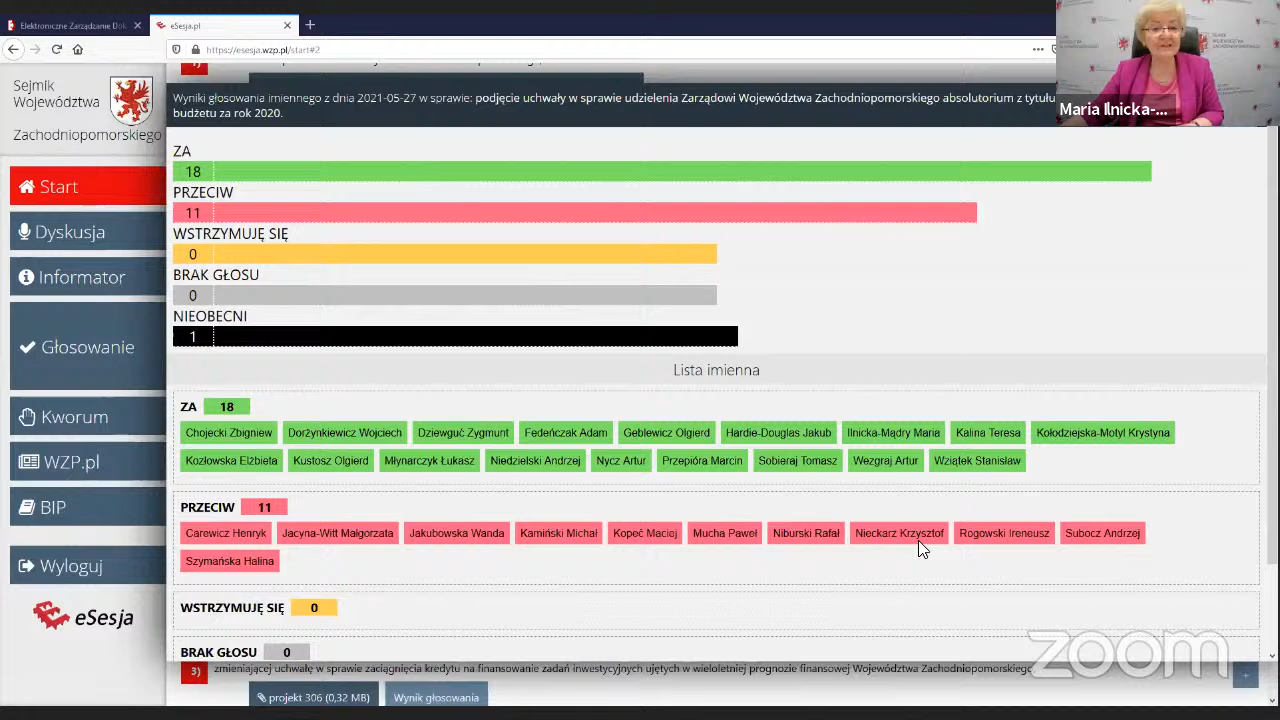 Elektroniczne Zarządzanie Dok
eSesja.pl
https://esesja.wzp.pl/start#2
Sejmik
Województwa
Zachodniopomorskiego
Start
Dyskusja
Informator
Głosowanie
Kworum
WZP.pl
BIP
Wyloguj
eSesja
Wyniki głosowania imiennego z dnia 2021-05-27 w sprawie: podjęcie uchwały w sprawie udzielenia Zarządowi Województwa Zachodniopomorskiego absolutorium z tytułu
budżetu za rok 2020.
Maria Ilnicka-...
ZA
18
PRZECIW
11
WSTRZYMUJĘ SIĘ
0
BRAK GŁOSU
0
NIEOBECNI
1
Lista imienna
ZA 18
Chojecki Zbigniew Dorżynkiewicz Wojciech Dziewguć Zygmunt Fedeńczak Adam Geblewicz Olgierd Hardie-Douglas Jakub Ilnicka-Mądry Maria Kalina Teresa Kołodziejska-Motyl Krystyna
Kozłowska Elżbieta Kustosz Olgierd Młynarczyk Łukasz Niedzielski Andrzej Nycz Artur Przepióra Marcin Sobieraj Tomasz Wezgraj Artur Wziątek Stanisław
PRZECIW 11
Carewicz Henryk Jacyna-Witt Małgorzata Jakubowska Wanda Kamiński Michał Kopeć Maciej Mucha Paweł Niburski Rafał Nieckarz Krzysztof Rogowski Ireneusz Subocz Andrzej
Szymańska Halina
WSTRZYMUJĘ SIĘ 0
BRAK GŁOSU 0
3) zmieniającej uchwałę w sprawie zaciągnięcia kredytu na finansowanie zadań inwestycyjnych ujętych w wieloletniej prognozie finansowej Województwa Zachodniopomorskiego
projekt 306 (0,32 MB) Wynik głosowania
zoom